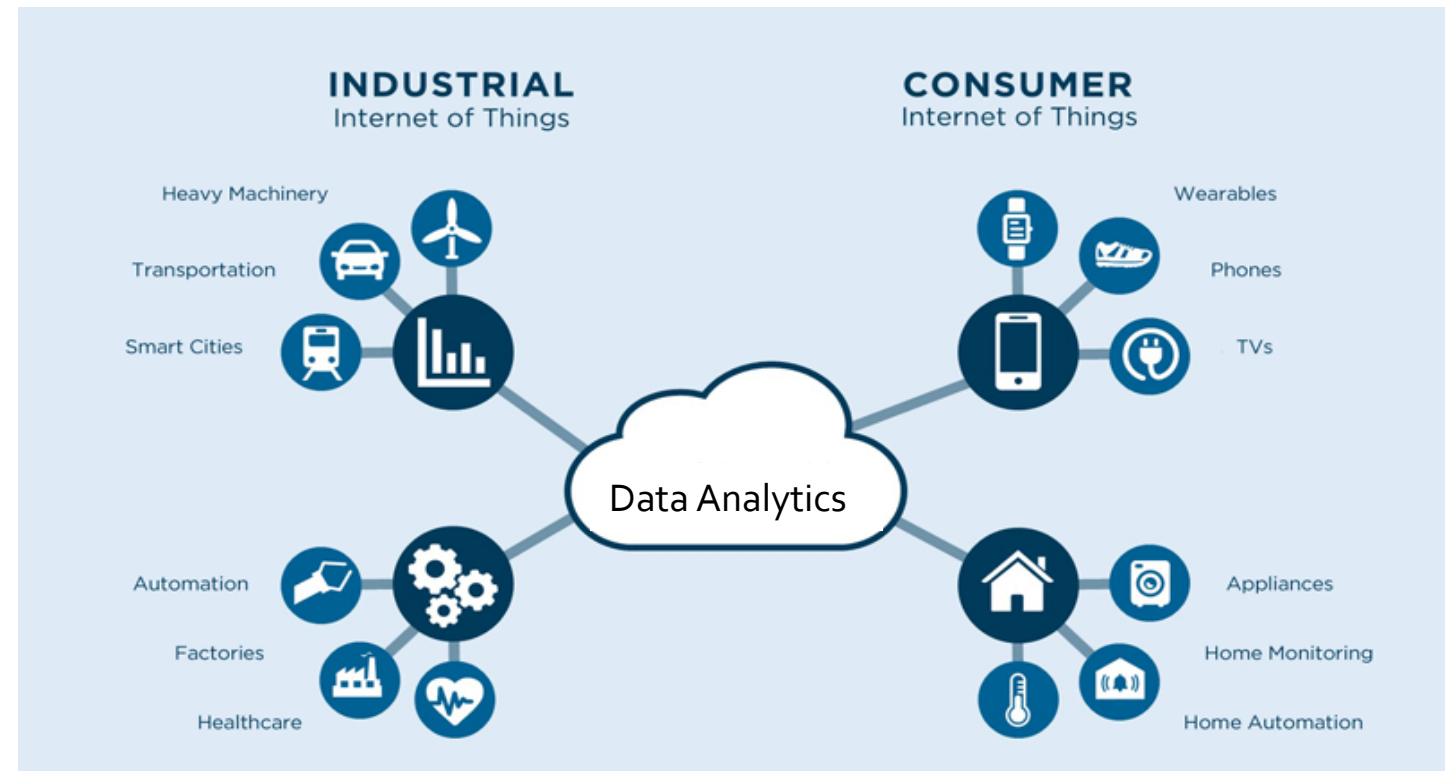 INDUSTRIAL
Internet of Things
Heavy Machinery
Transportation
Smart Cities
CONSUMER
Internet of Things
Wearables
Phones
TVs
Data Analytics
Automation
Factories
Healthcare
Appliances
Home Monitoring
Home Automation